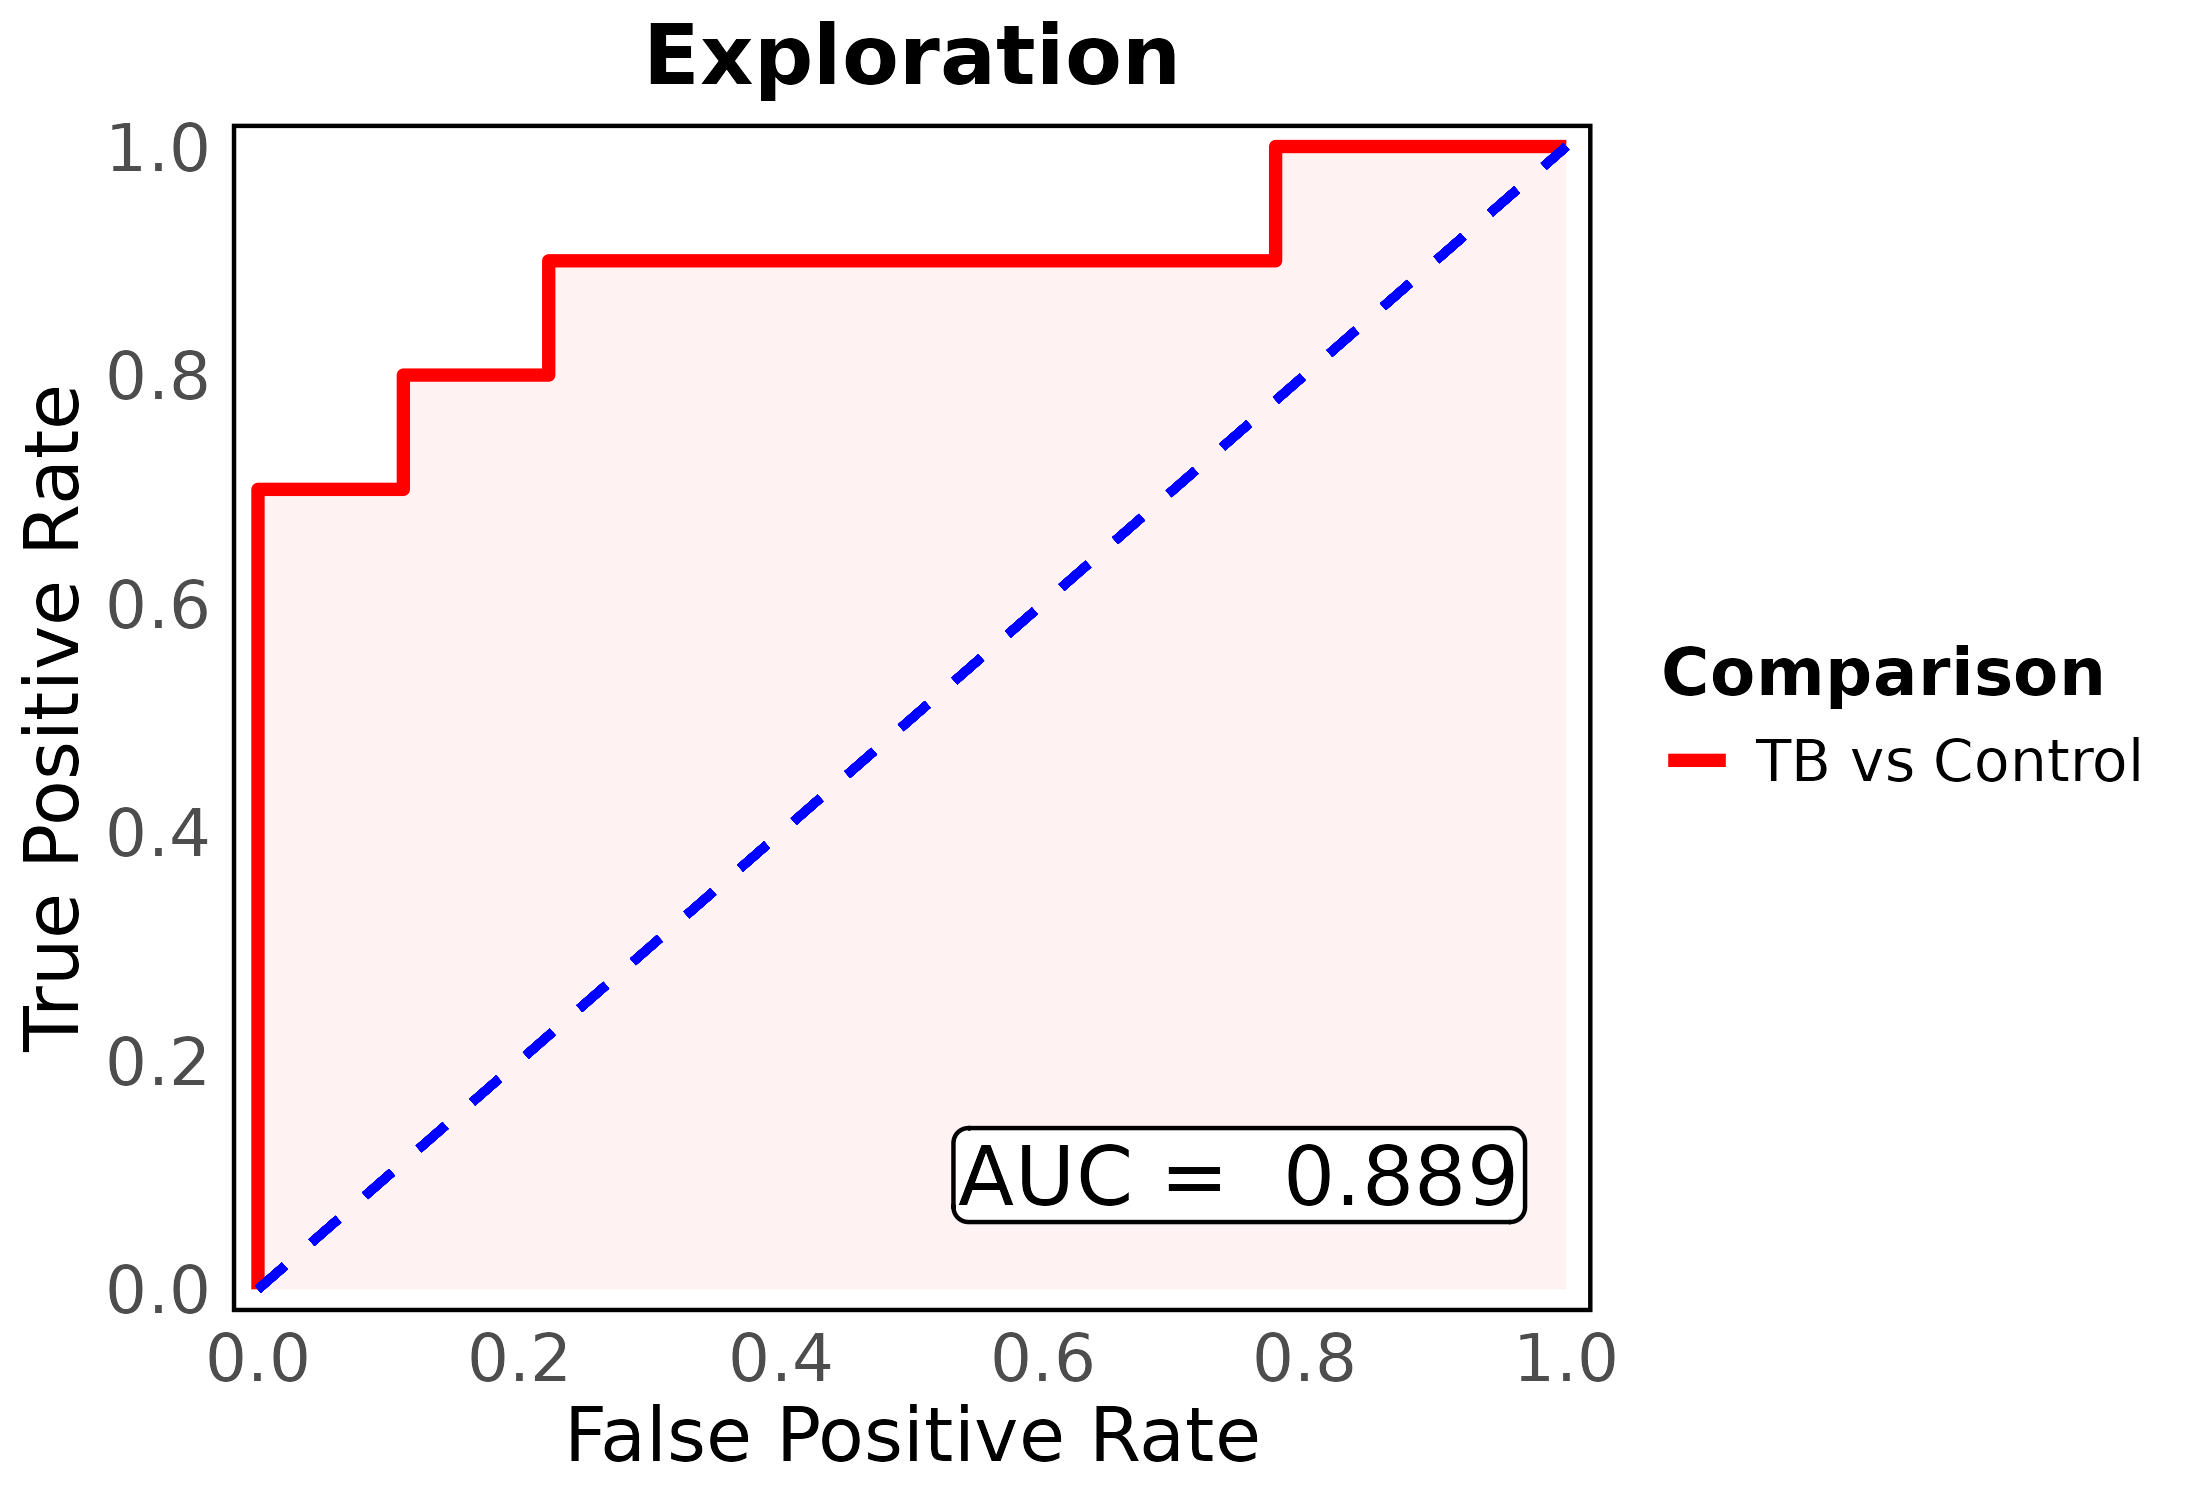 Exploration
True Positive Rate
1.0
0.8
0.6
0.4
0.2
0.0
AUC = 0.889
0.0 0.2 0.4 0.6 0.8 1.0
False Positive Rate
Comparison
TB vs Control